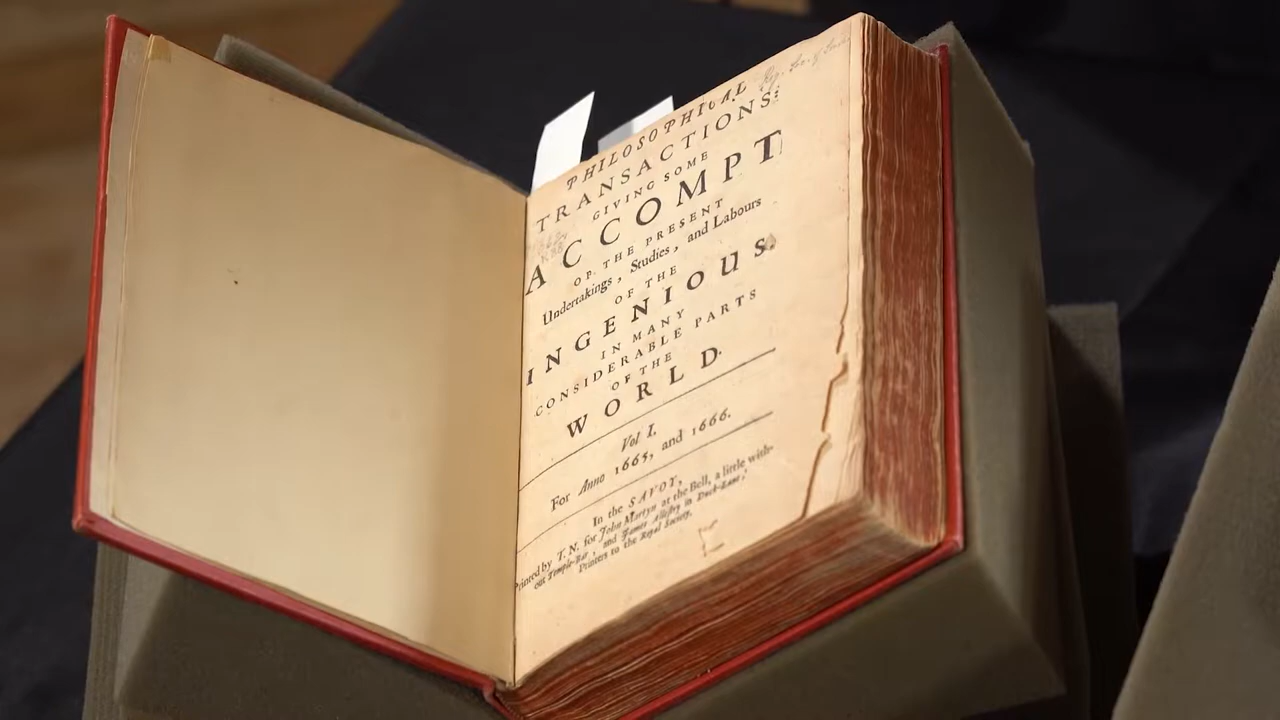 PHILOSOPHICAL
TRANSACTIONS:
GIVING SOME
ACCOMPT
OF THE PRESENT
Undertakings, Studies, and Labours
OF THE
INGENIOUS
IN MANY
CONSIDERABLE PARTS
OF THE
WORLD.
Vol I.
For Anno 1665, and 1666.
In the SAVOY,
Printed by T. N. for John Martyn at the Bell, a little with-
out Temple-Bar, and James Allestry in Duck-Lane,
Printers to the Royal Society.